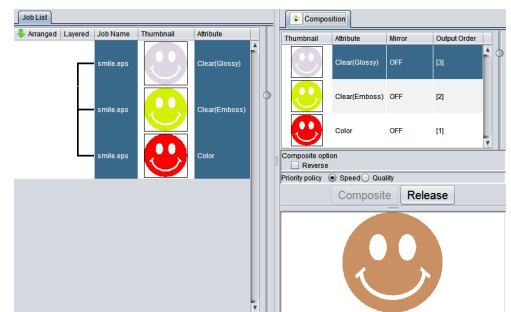 Job List
Arranged Layered Job Name Thumbnail Attribute
smile.eps Clear(Glossy)
smile.eps Clear(Emboss)
smile.eps Color
Composition
Thumbnail Attribute Mirror Output Order
Clear(Glossy) OFF [3]
Clear(Emboss) OFF [2]
Color OFF [1]
Composite option
Reverse
Priority policy Speed Quality
Composite Release